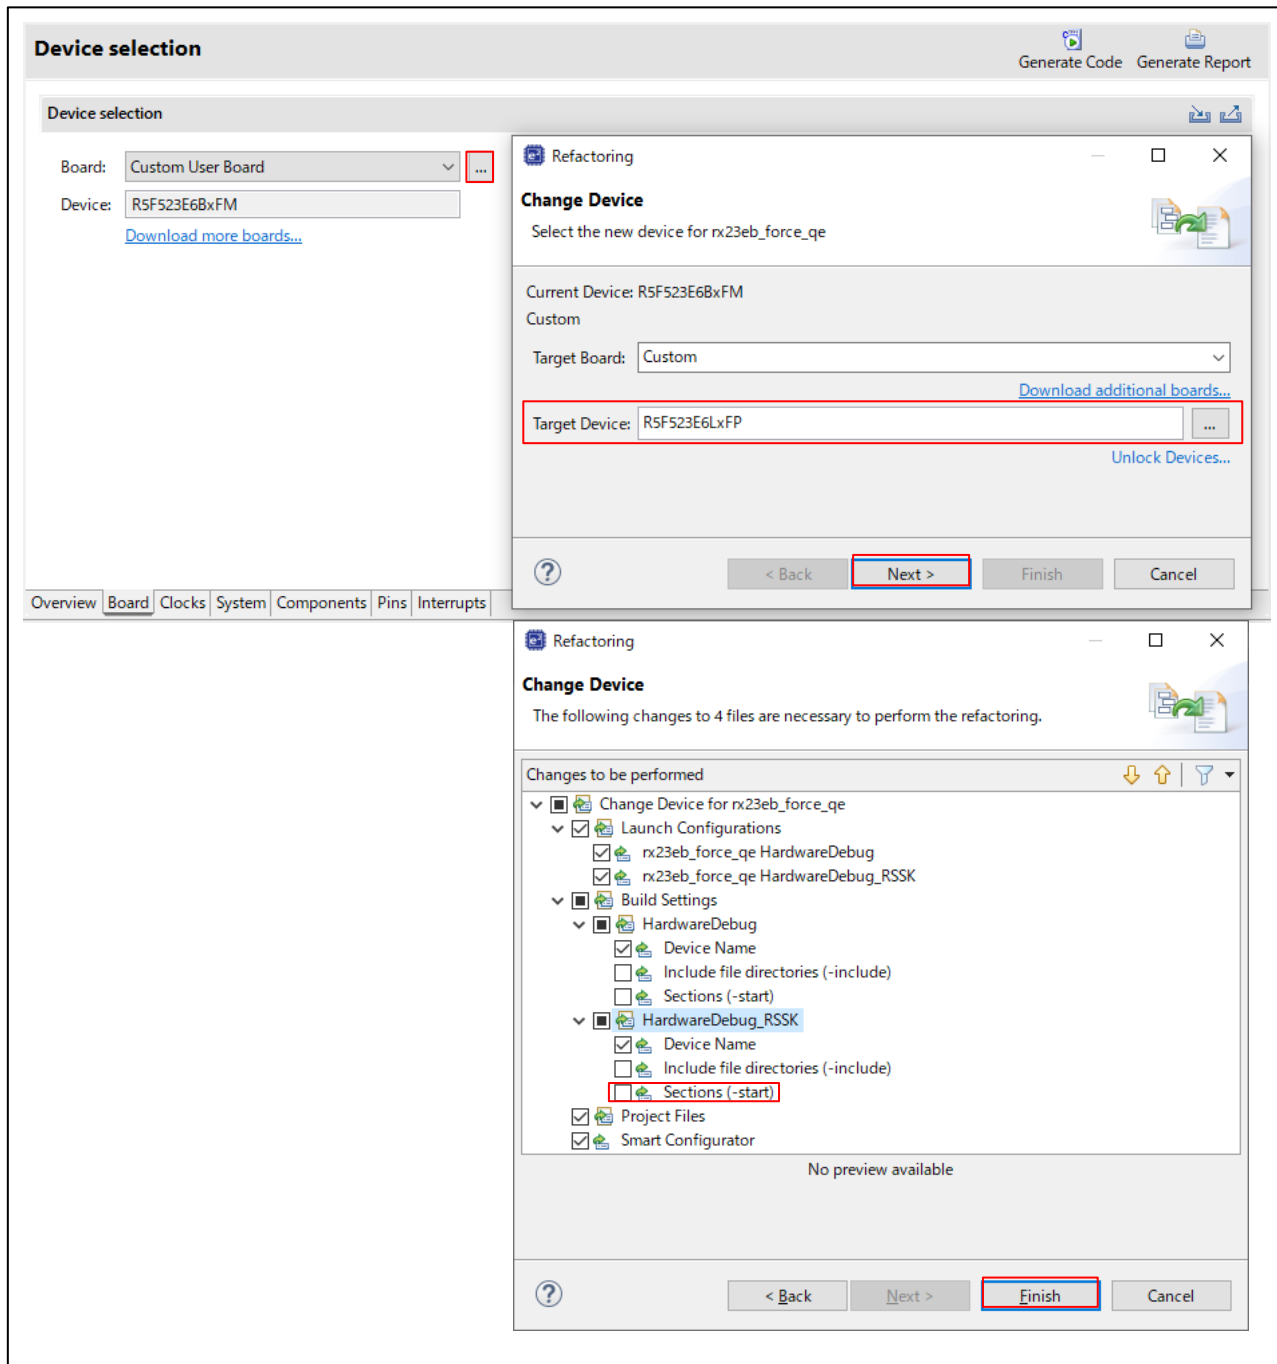 Device selection
Generate Code Generate Report
Device selection
Board: Custom User Board ...
Device: R5F523E6BxFM
Download more boards...
Overview Board Clocks System Components Pins Interrupts
Refactoring
Change Device
Select the new device for rx23eb_force_qe
Current Device: R5F523E6BxFM
Custom
Target Board: Custom
Download additional boards...
Target Device: R5F523E6LxFP ...
Unlock Devices...
< Back Next > Finish Cancel
Refactoring
Change Device
The following changes to 4 files are necessary to perform the refactoring.
Changes to be performed
Change Device for rx23eb_force_qe
Launch Configurations
rx23eb_force_qe HardwareDebug
rx23eb_force_qe HardwareDebug_RSSK
Build Settings
HardwareDebug
Device Name
Include file directories (-include)
Sections (-start)
HardwareDebug_RSSK
Device Name
Include file directories (-include)
Sections (-start)
Project Files
Smart Configurator
No preview available
< Back Next > Finish Cancel